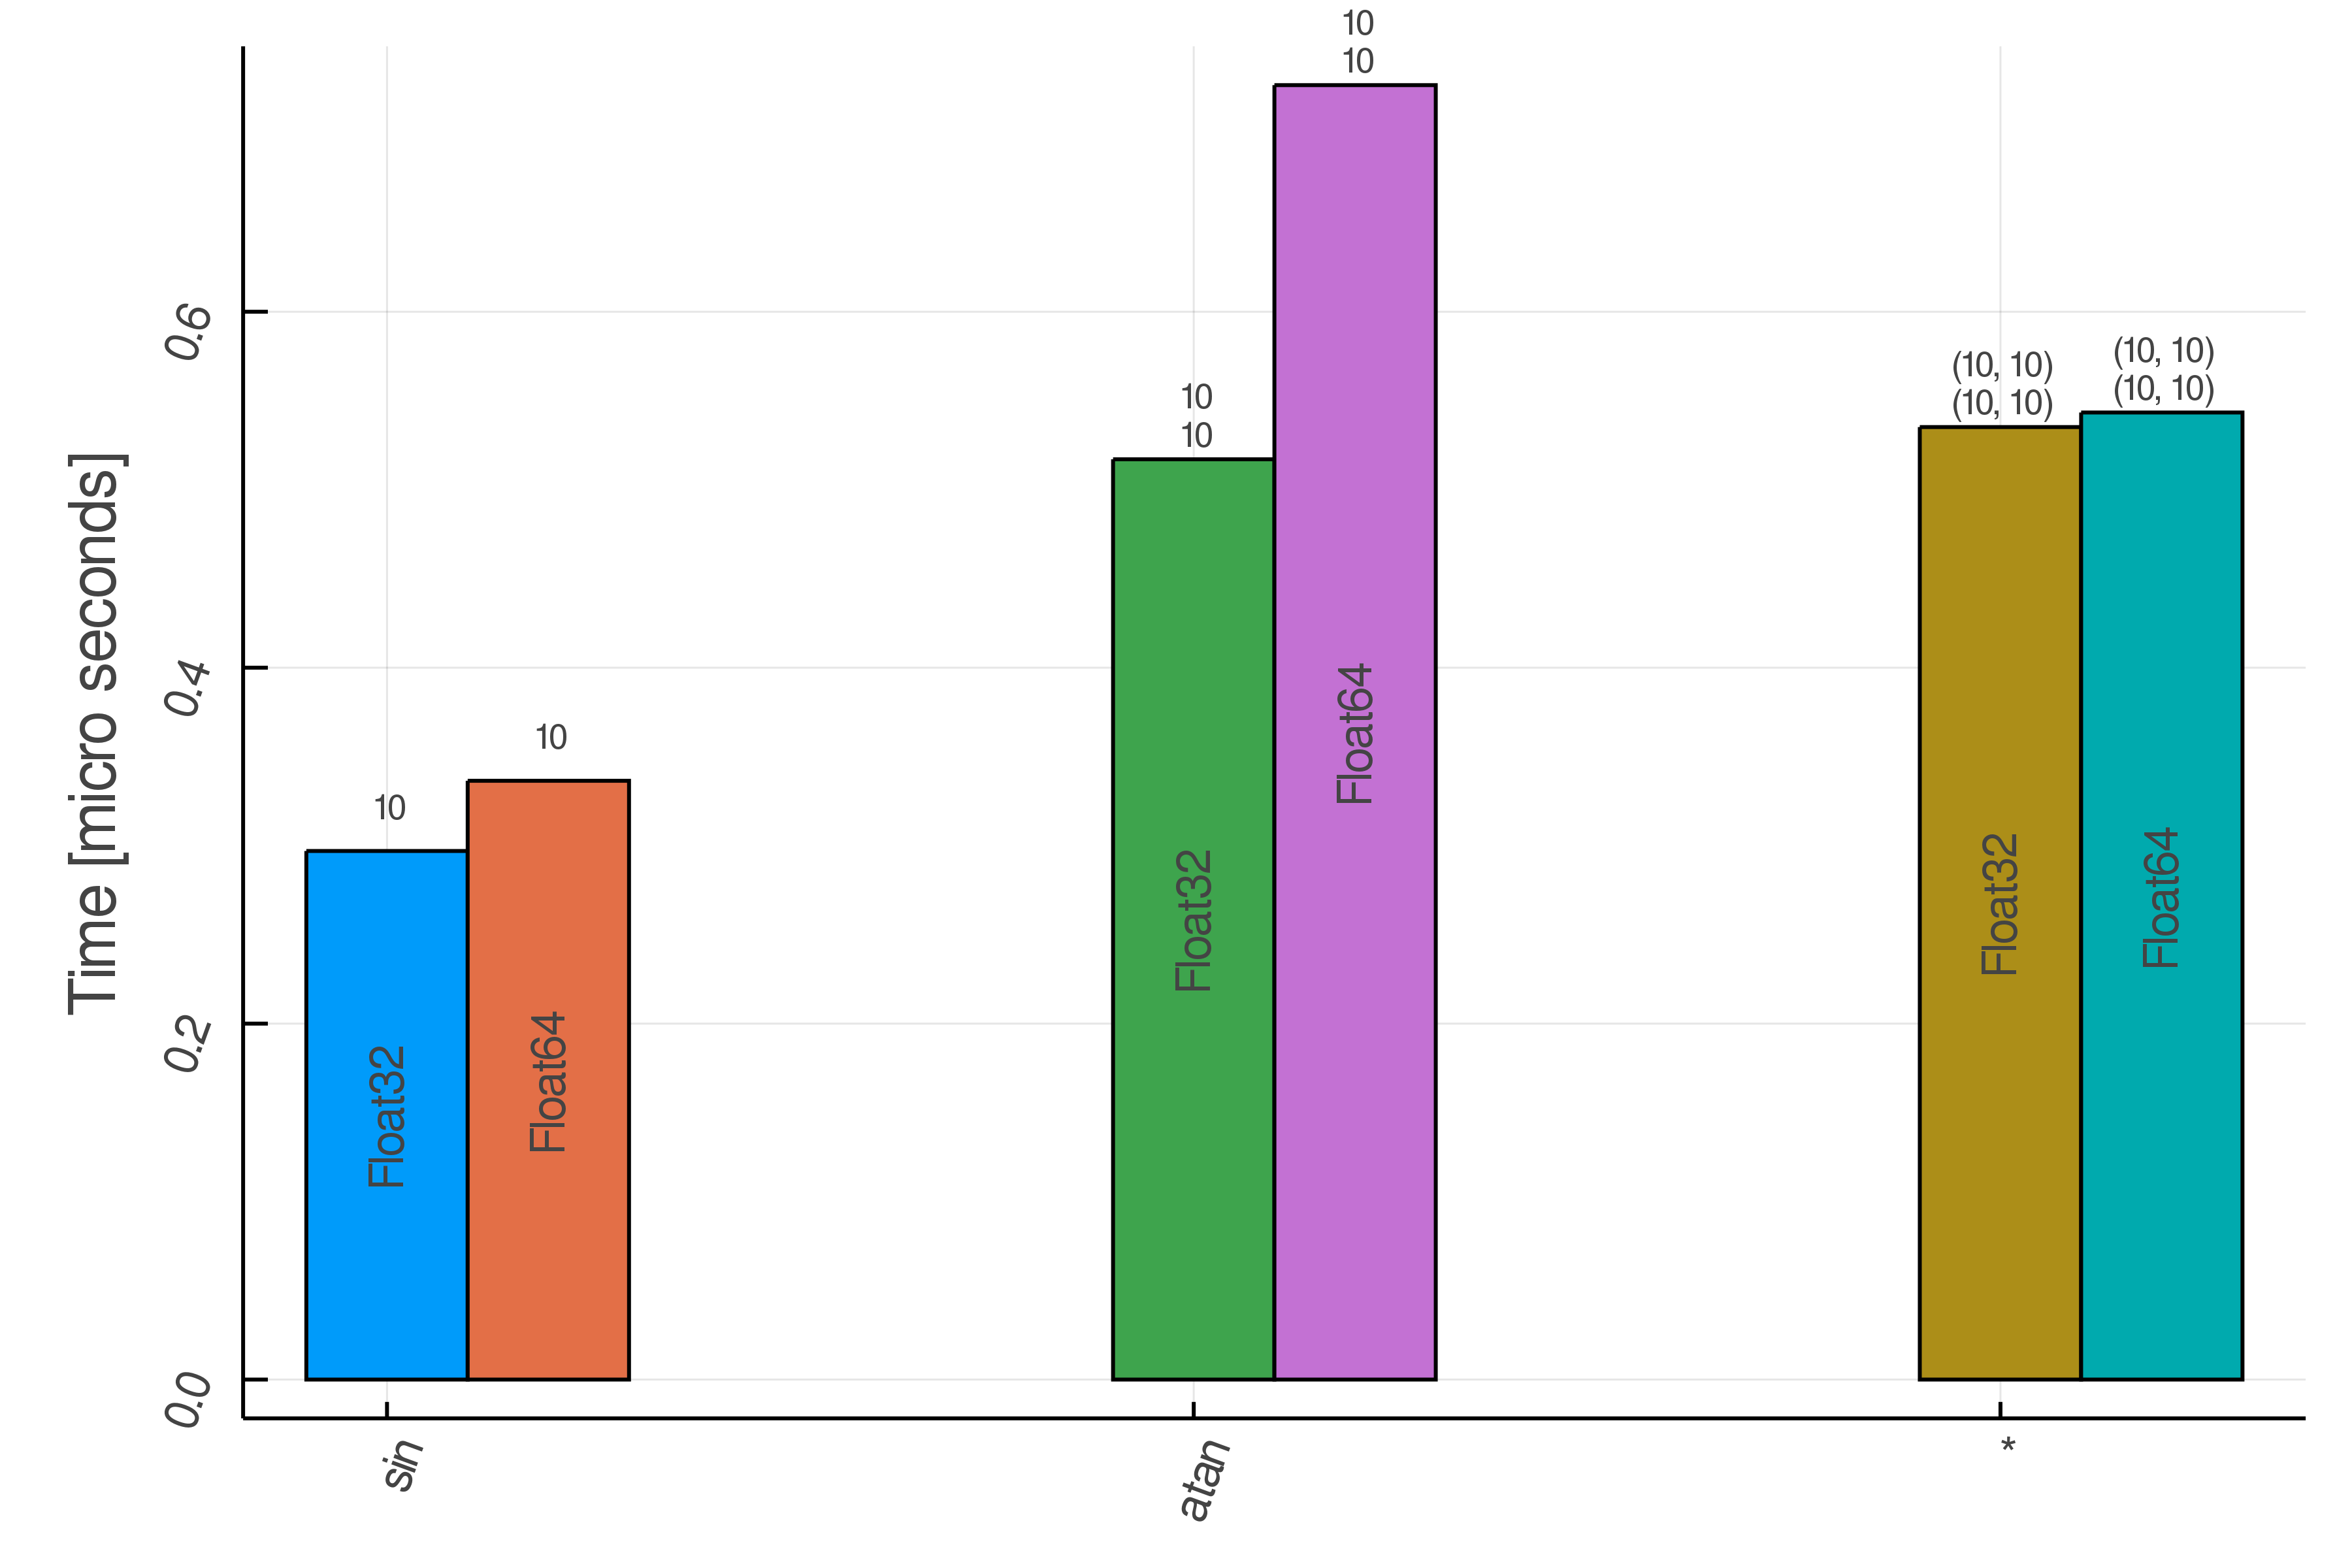 10
10
0.6
10
10
(10, 10)
(10, 10)
(10, 10)
(10, 10)
Time [micro seconds]
0.4
10
10
Float64
Float32
Float32
Float64
0.2
Float32
Float64
0.0
sin
atan
*